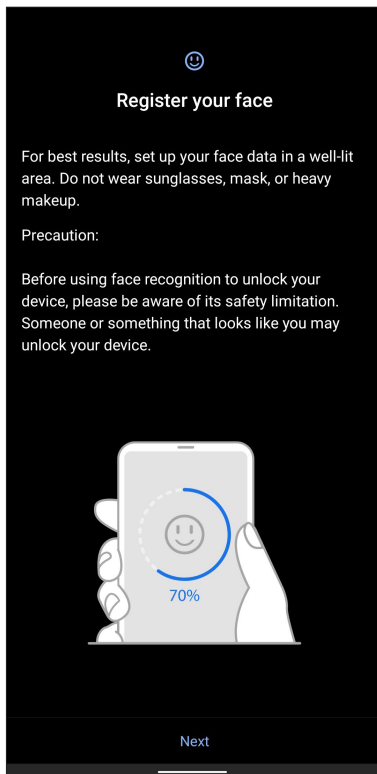 Register your face
For best results, set up your face data in a well-lit
area. Do not wear sunglasses, mask, or heavy
makeup.
Precaution:
Before using face recognition to unlock your
device, please be aware of its safety limitation.
Someone or something that looks like you may
unlock your device.
70%
Next